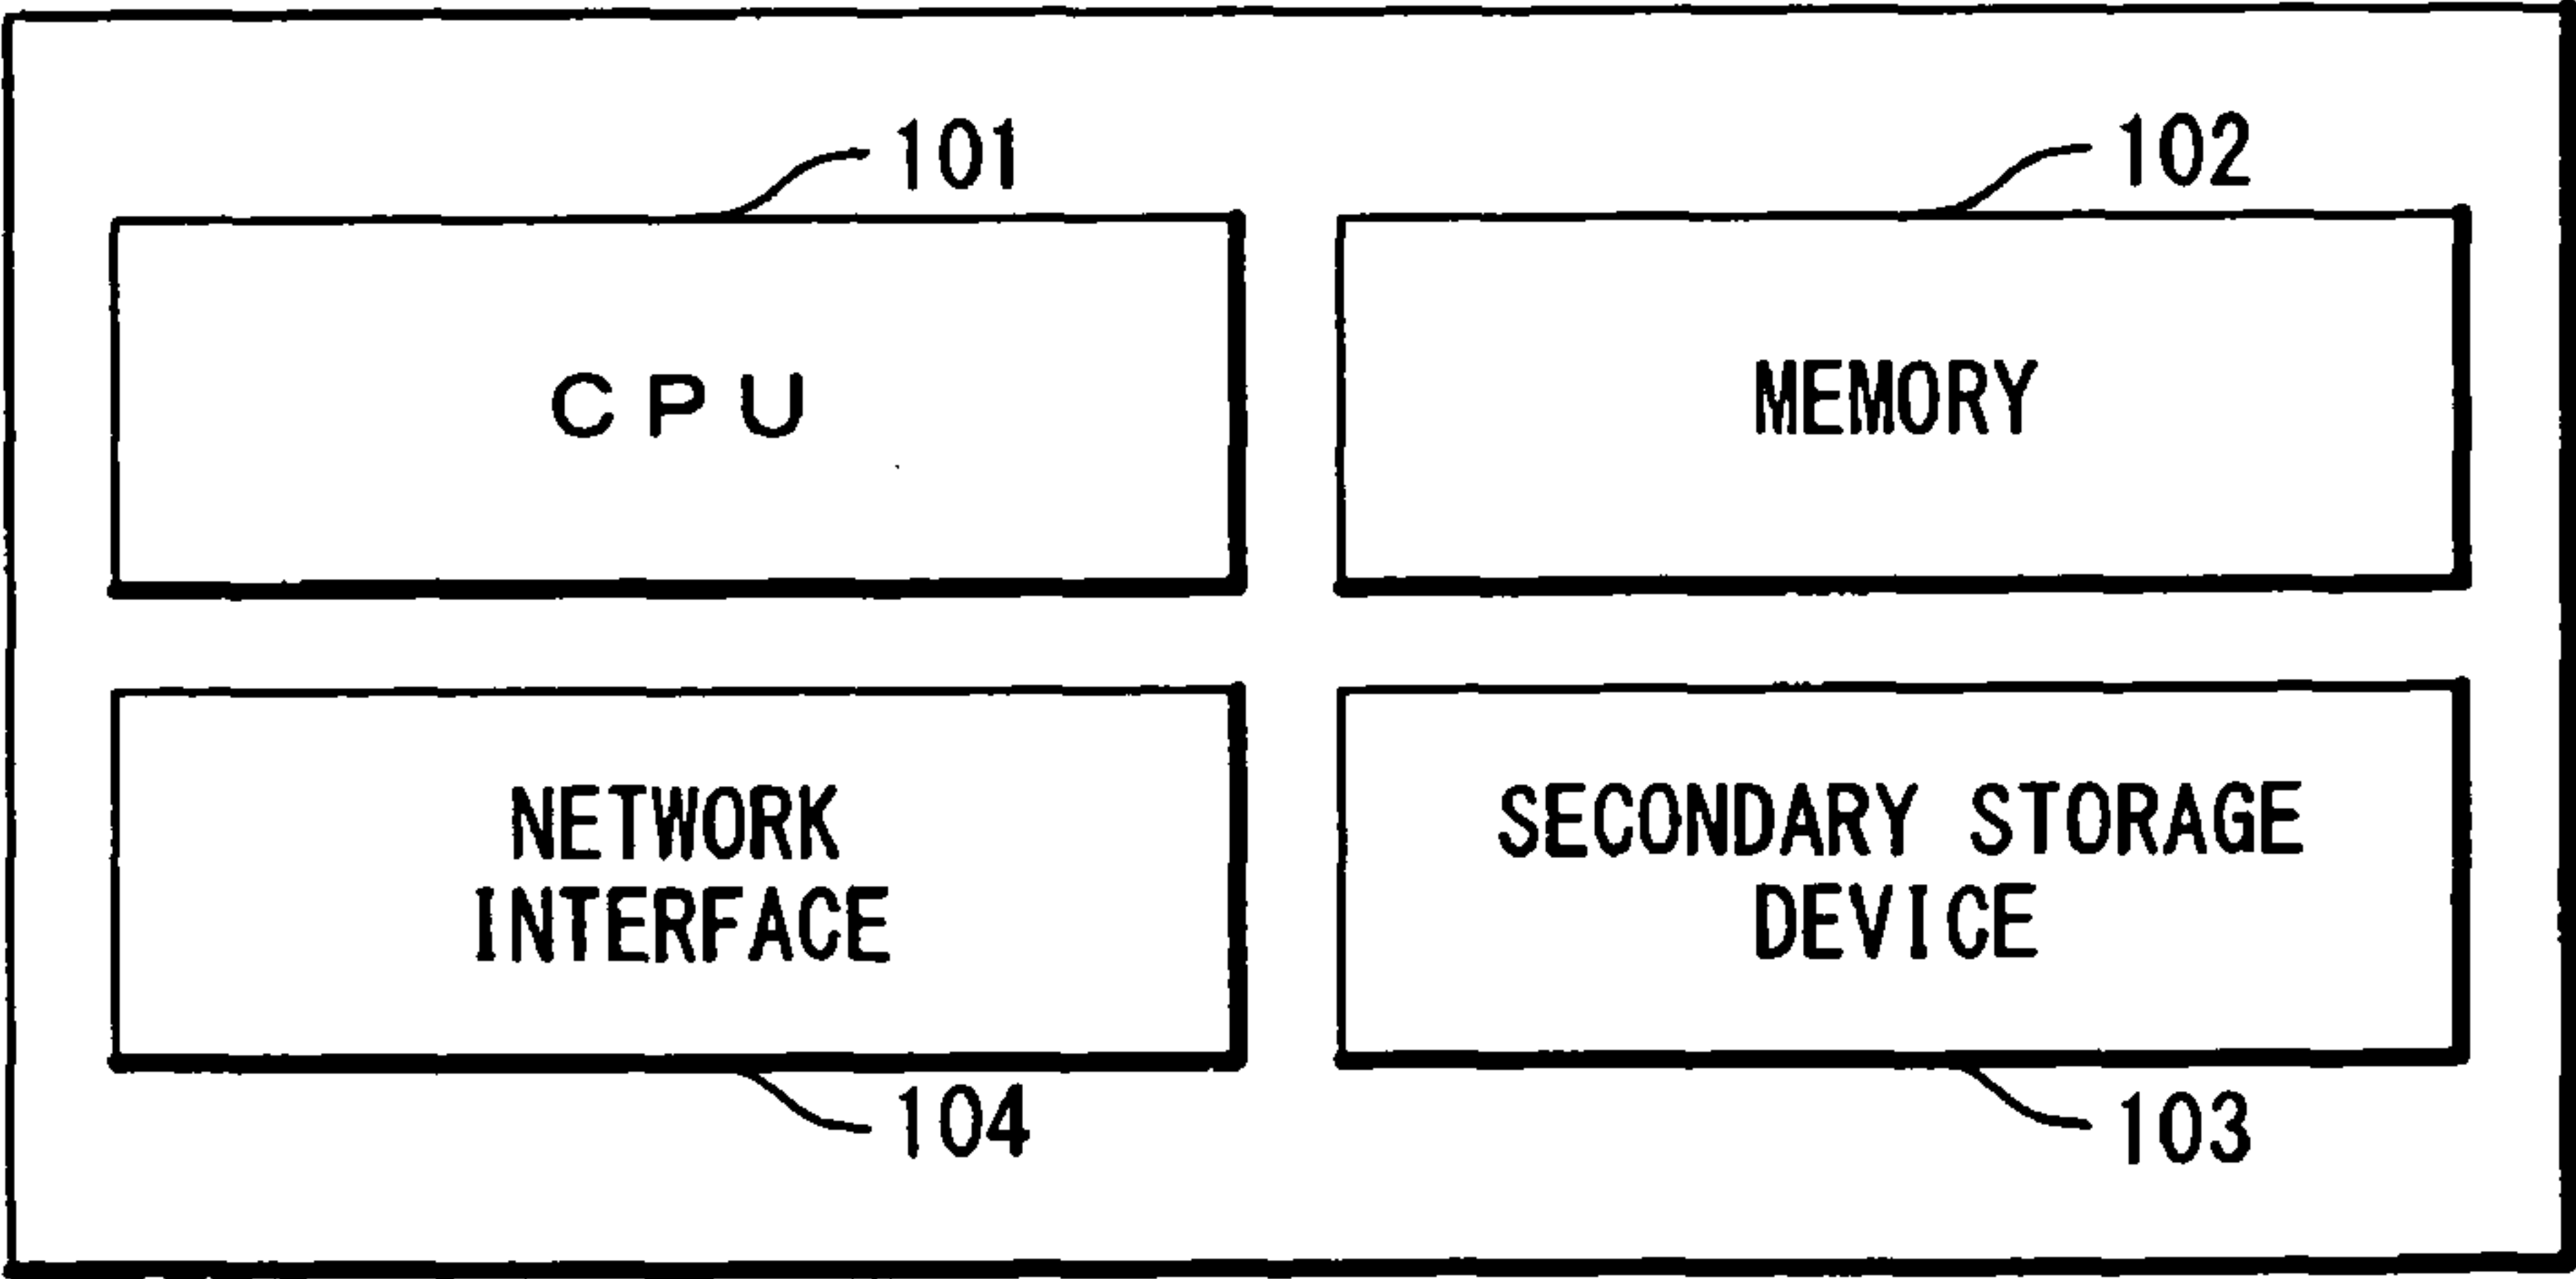 101
102
CPU
MEMORY
NETWORK
INTERFACE
SECONDARY STORAGE
DEVICE
104
103